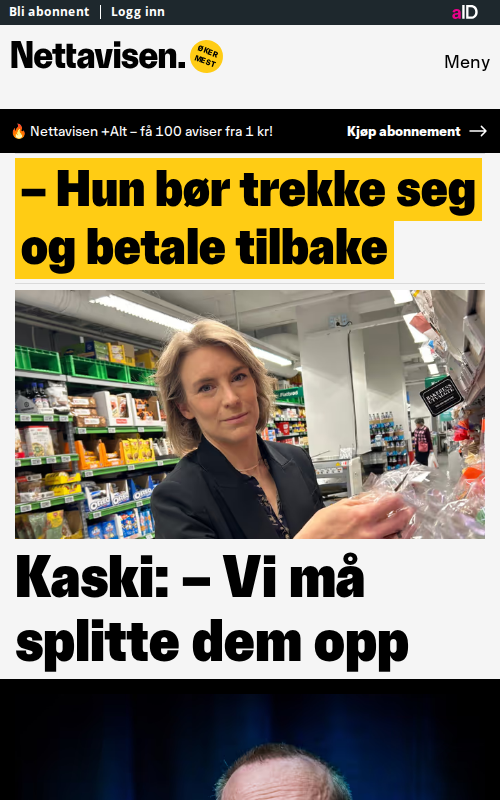 Bli abonnent
Logg inn
aID
Nettavisen.
ØKER
MEST
Meny
Nettavisen +Alt – få 100 aviser fra 1 kr!
Kjøp abonnement
– Hun bør trekke seg
og betale tilbake
Kaski: – Vi må
splitte dem opp